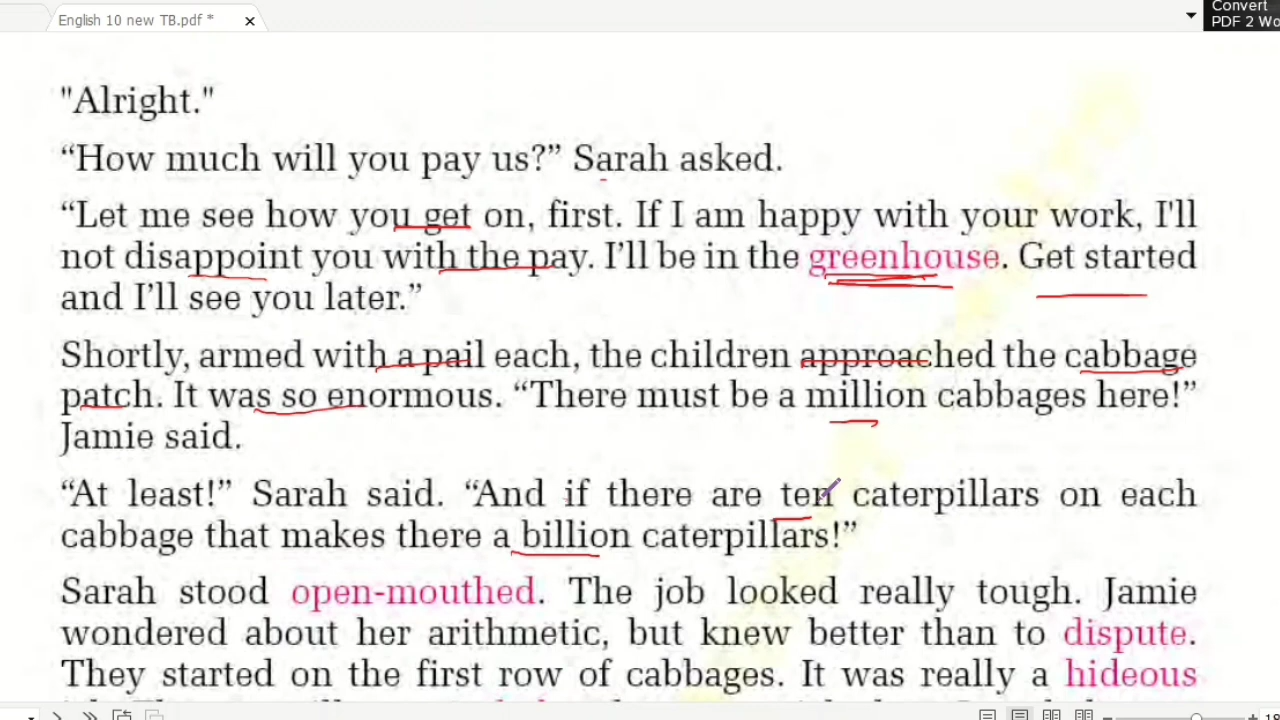 English 10 new TB.pdf *
Convert
PDF 2 Wo
"Alright."
“How much will you pay us?” Sarah asked.
“Let me see how you get on, first. If I am happy with your work, I'll
not disappoint you with the pay. I’ll be in the greenhouse. Get started
and I’ll see you later.”
Shortly, armed with a pail each, the children approached the cabbage
patch. It was so enormous. “There must be a million cabbages here!”
Jamie said.
“At least!” Sarah said. “And if there are ten caterpillars on each
cabbage that makes there a billion caterpillars!”
Sarah stood open-mouthed. The job looked really tough. Jamie
wondered about her arithmetic, but knew better than to dispute.
They started on the first row of cabbages. It was really a hideous